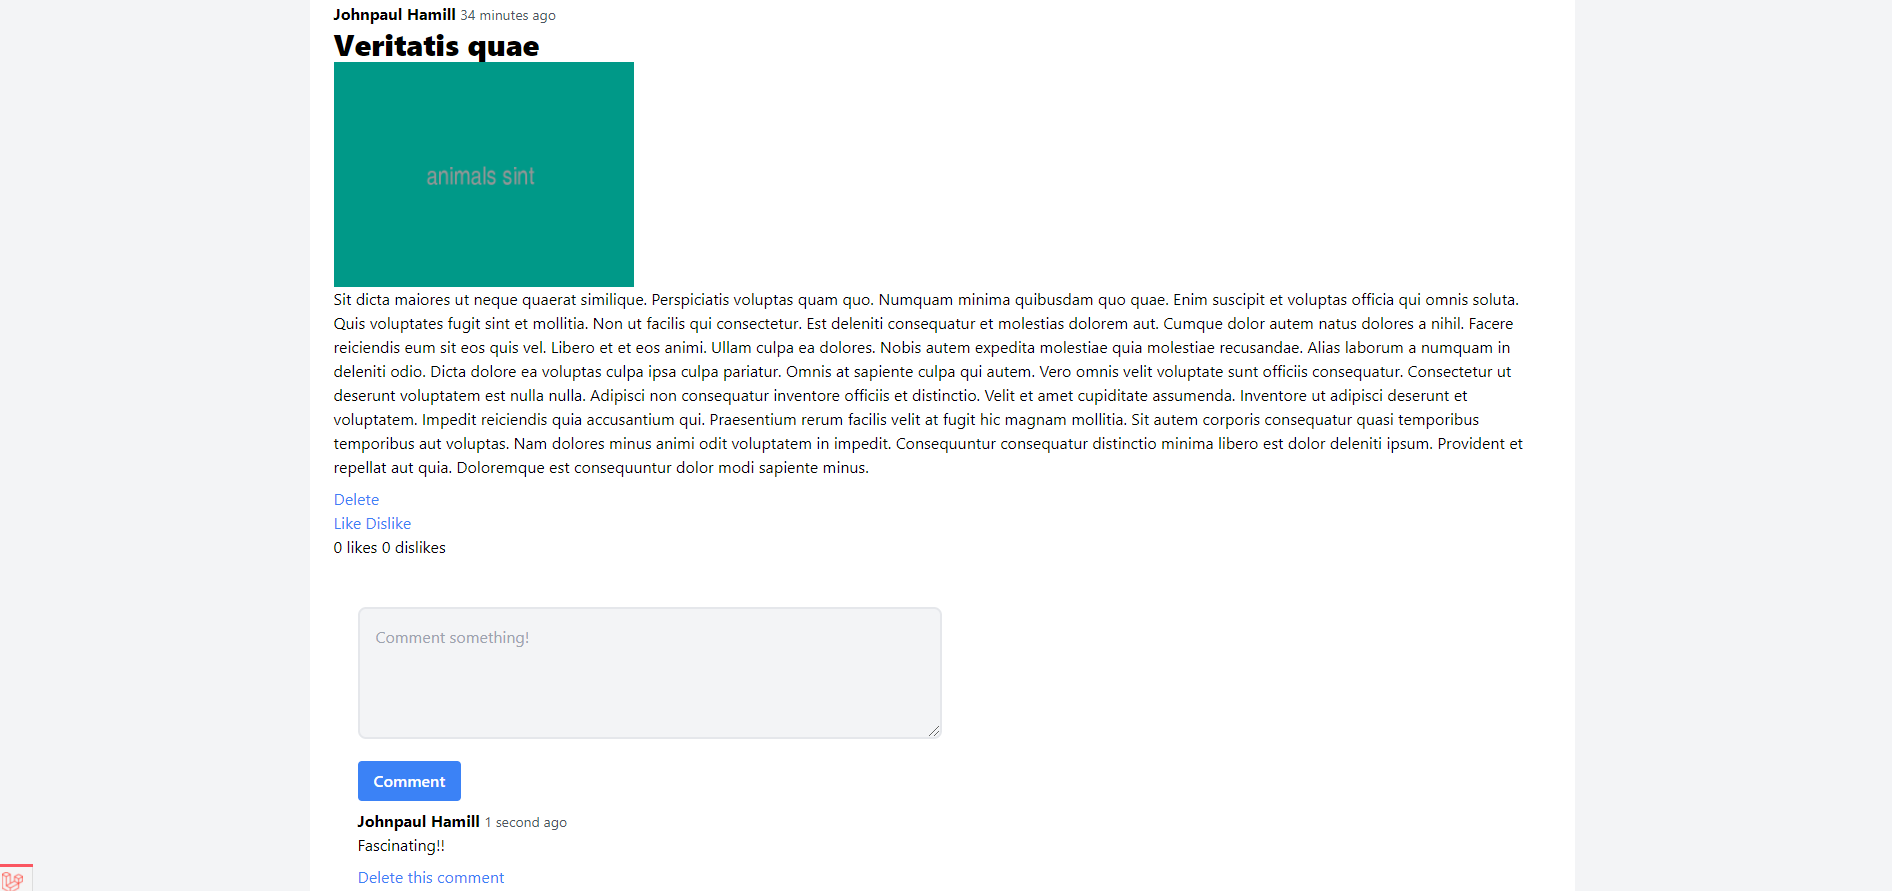 Johnpaul Hamill 34 minutes ago
Veritatis quae
animals sint
Sit dicta maiores ut neque quaerat similique. Perspiciatis voluptas quam quo. Numquam minima quibusdam quo quae. Enim suscipit et voluptas officia qui omnis soluta.
Quis voluptates fugit sint et mollitia. Non ut facilis qui consectetur. Est deleniti consequatur et molestias dolorem aut. Cumque dolor autem natus dolores a nihil. Facere
reiciendis eum sit eos quis vel. Libero et et eos animi. Ullam culpa ea dolores. Nobis autem expedita molestiae quia molestiae recusandae. Alias laborum a numquam in
deleniti odio. Dicta dolore ea voluptas culpa ipsa culpa pariatur. Omnis at sapiente culpa qui autem. Vero omnis velit voluptate sunt officiis consequatur. Consectetur ut
deserunt voluptatem est nulla nulla. Adipisci non consequatur inventore officiis et distinctio. Velit et amet cupiditate assumenda. Inventore ut adipisci deserunt et
voluptatem. Impedit reiciendis quia accusantium qui. Praesentium rerum facilis velit at fugit hic magnam mollitia. Sit autem corporis consequatur quasi temporibus
temporibus aut voluptas. Nam dolores minus animi odit voluptatem in impedit. Consequuntur consequatur distinctio minima libero est dolor deleniti ipsum. Provident et
repellat aut quia. Doloremque est consequuntur dolor modi sapiente minus.
Delete
Like Dislike
0 likes 0 dislikes
Comment something!
Comment
Johnpaul Hamill 1 second ago
Fascinating!!
Delete this comment